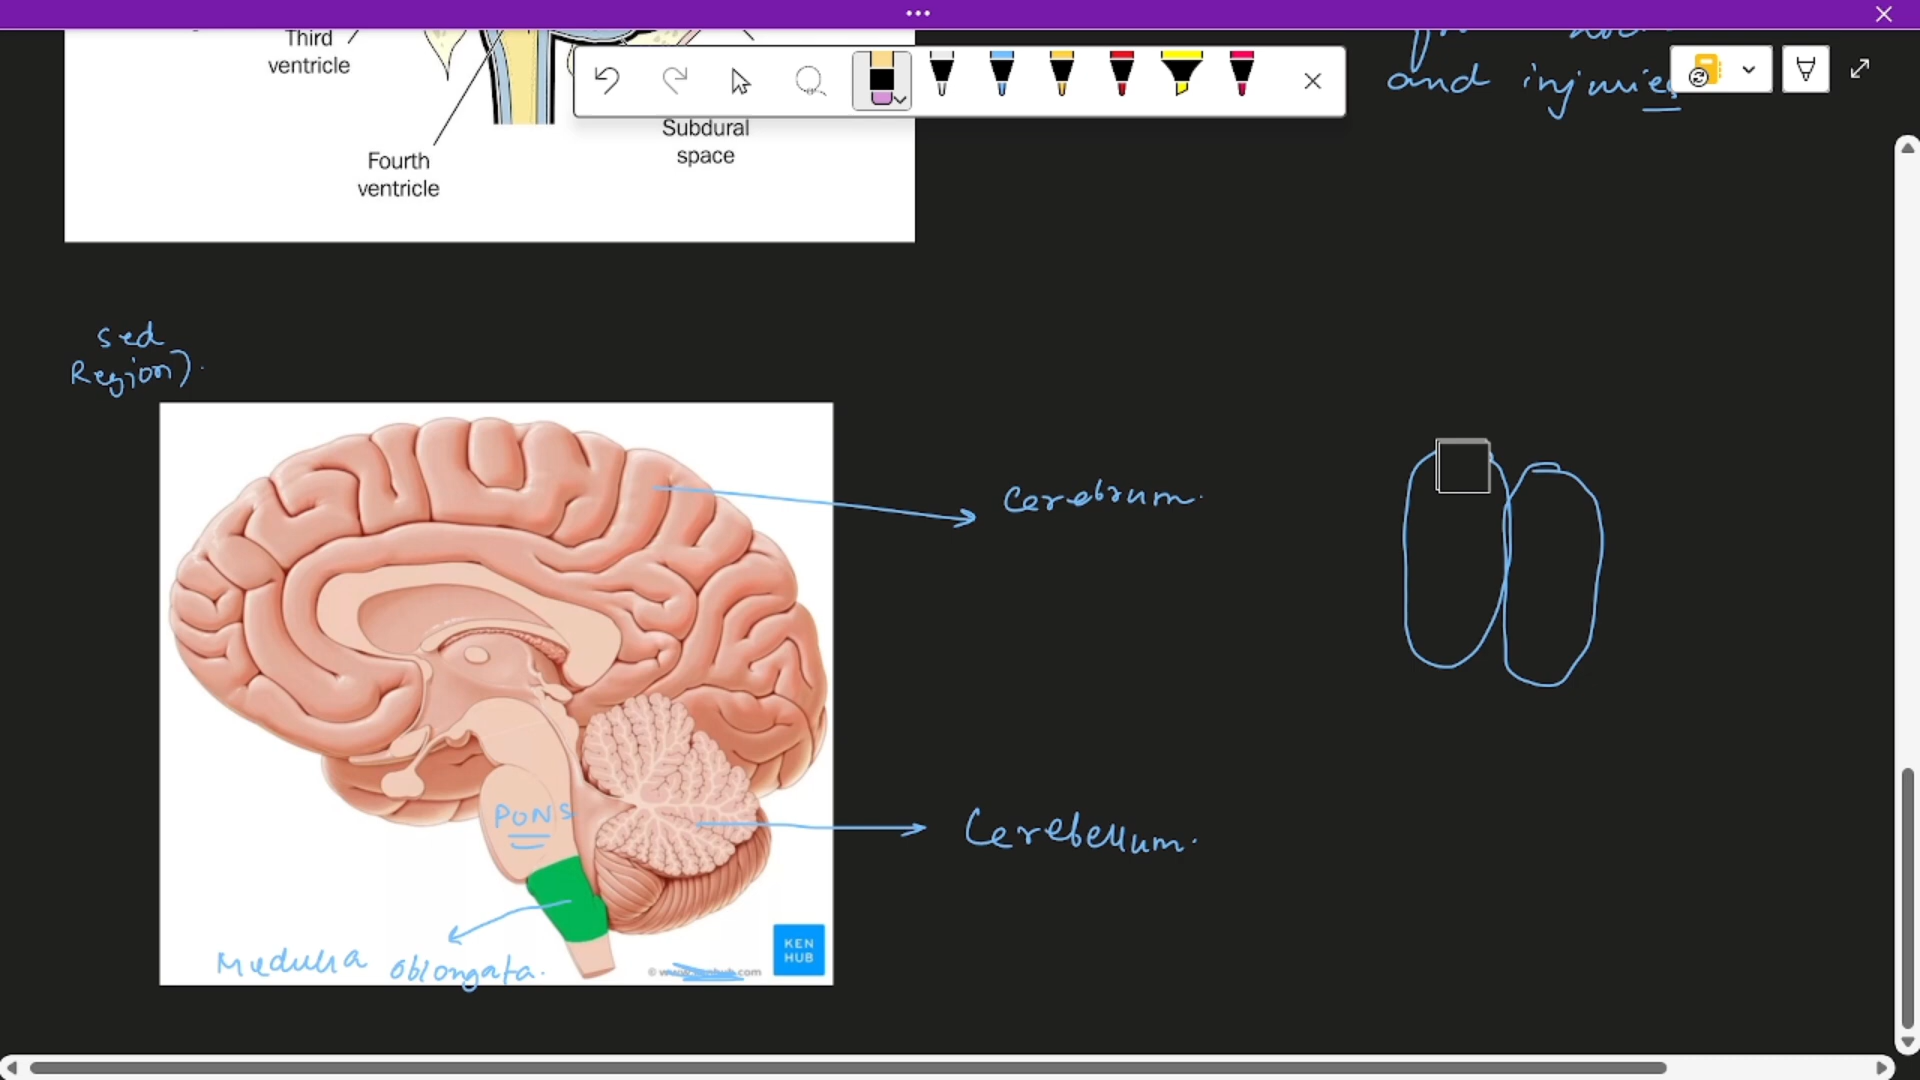 Third
ventricle
and injuries
Subdural
space
Fourth
ventricle
sed
Region).
Cerebrum.
PONS
Cerebellum.
Medulla oblongata.
KEN
HUB